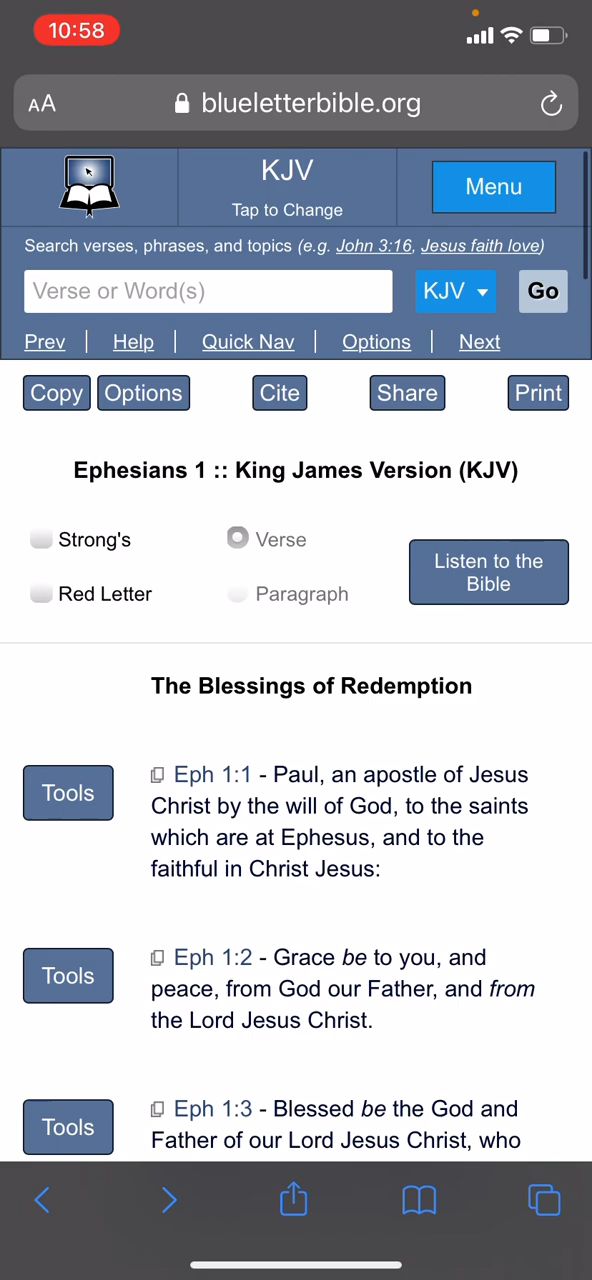 10:58
AA blueletterbible.org
KJV
Tap to Change
Menu
Search verses, phrases, and topics (e.g. John 3:16, Jesus faith love)
Verse or Word(s) KJV Go
Prev | Help | Quick Nav | Options | Next
Copy Options Cite Share Print
Ephesians 1 :: King James Version (KJV)
Strong's Verse
Red Letter Paragraph
Listen to the
Bible
The Blessings of Redemption
Tools
Eph 1:1 - Paul, an apostle of Jesus
Christ by the will of God, to the saints
which are at Ephesus, and to the
faithful in Christ Jesus:
Tools
Eph 1:2 - Grace be to you, and
peace, from God our Father, and from
the Lord Jesus Christ.
Tools
Eph 1:3 - Blessed be the God and
Father of our Lord Jesus Christ, who